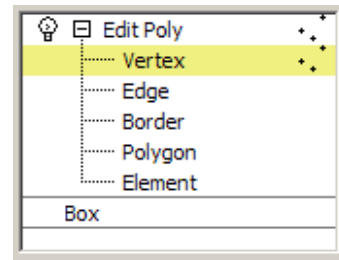 Edit Poly
Vertex
Edge
Border
Polygon
Element
Box